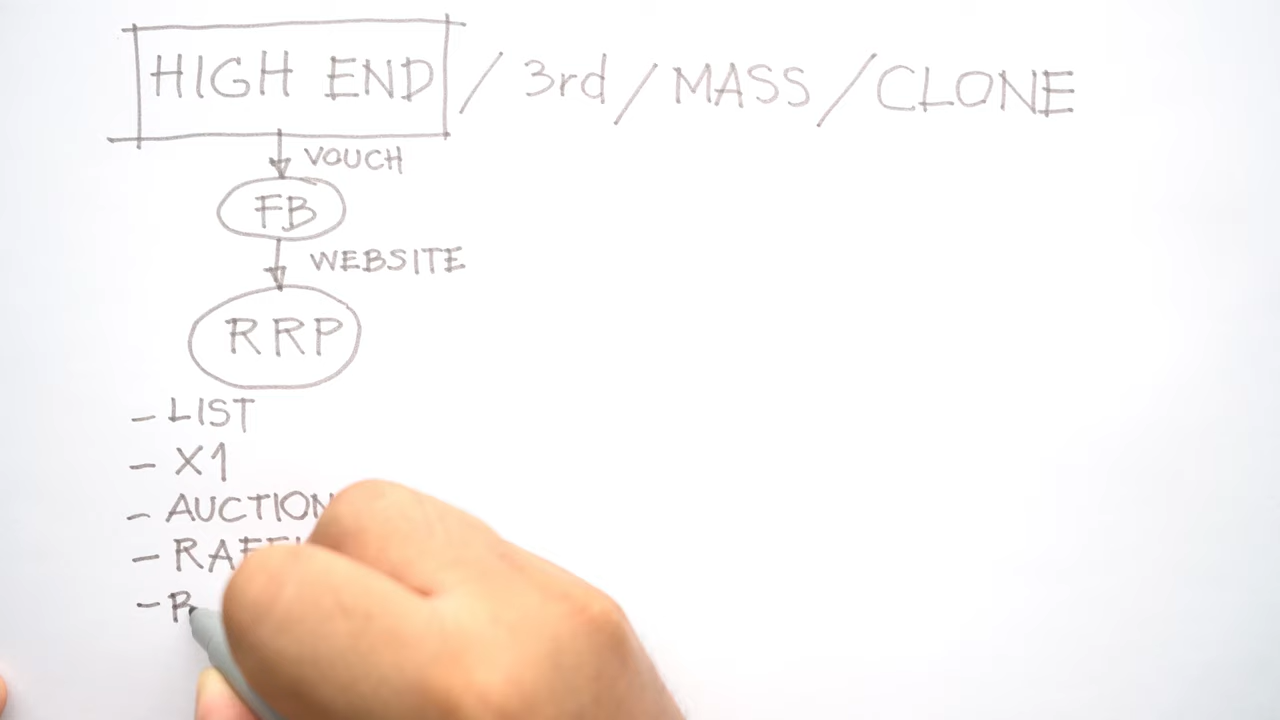 HIGH END / 3rd / MASS / CLONE
VOUCH
FB
WEBSITE
RRP
- LIST
- X1
- AUCTION